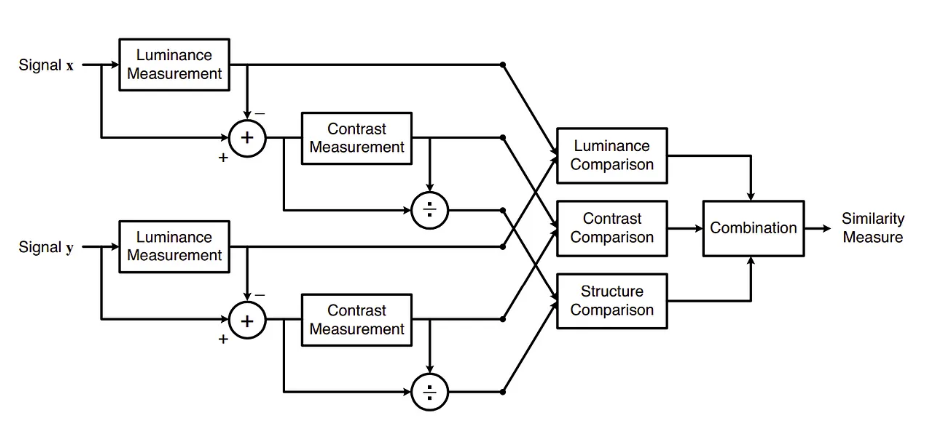 Signal x
Luminance
Measurement
−
+
+
Contrast
Measurement
÷
Signal y
Luminance
Measurement
−
+
+
Contrast
Measurement
÷
Luminance
Comparison
Contrast
Comparison
Structure
Comparison
Combination
Similarity
Measure